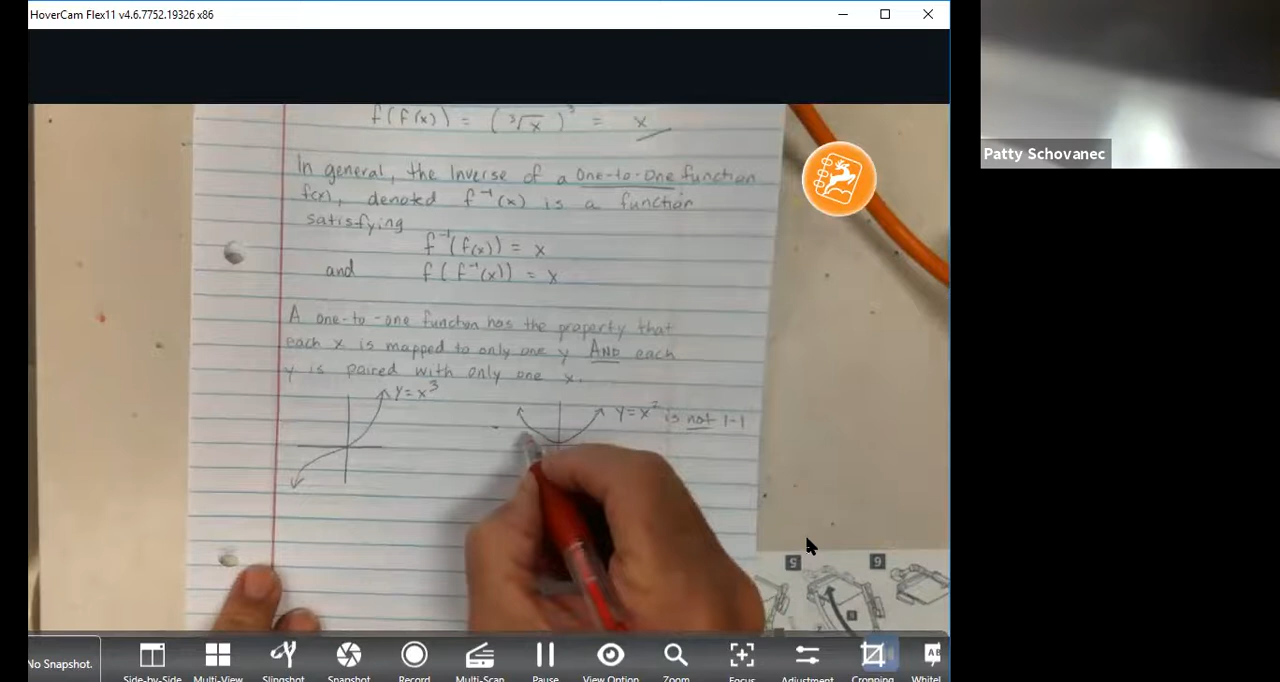 HoverCam Flex11 v4.6.7752.19326 x86
Patty Schovanec
f(f(x) = (³√x)³ = x
In general, the Inverse of a One-to-One function
f(x), denoted f⁻¹(x) is a function
satisfying
f⁻¹(f(x)) = x
and f(f⁻¹(x)) = x
A one-to-one function has the property that
each x is mapped to only one y AND each
y is paired with only one x.
y=x³
y=x² is not 1-1
5
6
No Snapshot.
Side-by-Side
Multi-View
Slingshot
Snapshot
Record
Multi-Scan
Pause
View Option
Zoom
Focus
Adjustment
Cropping